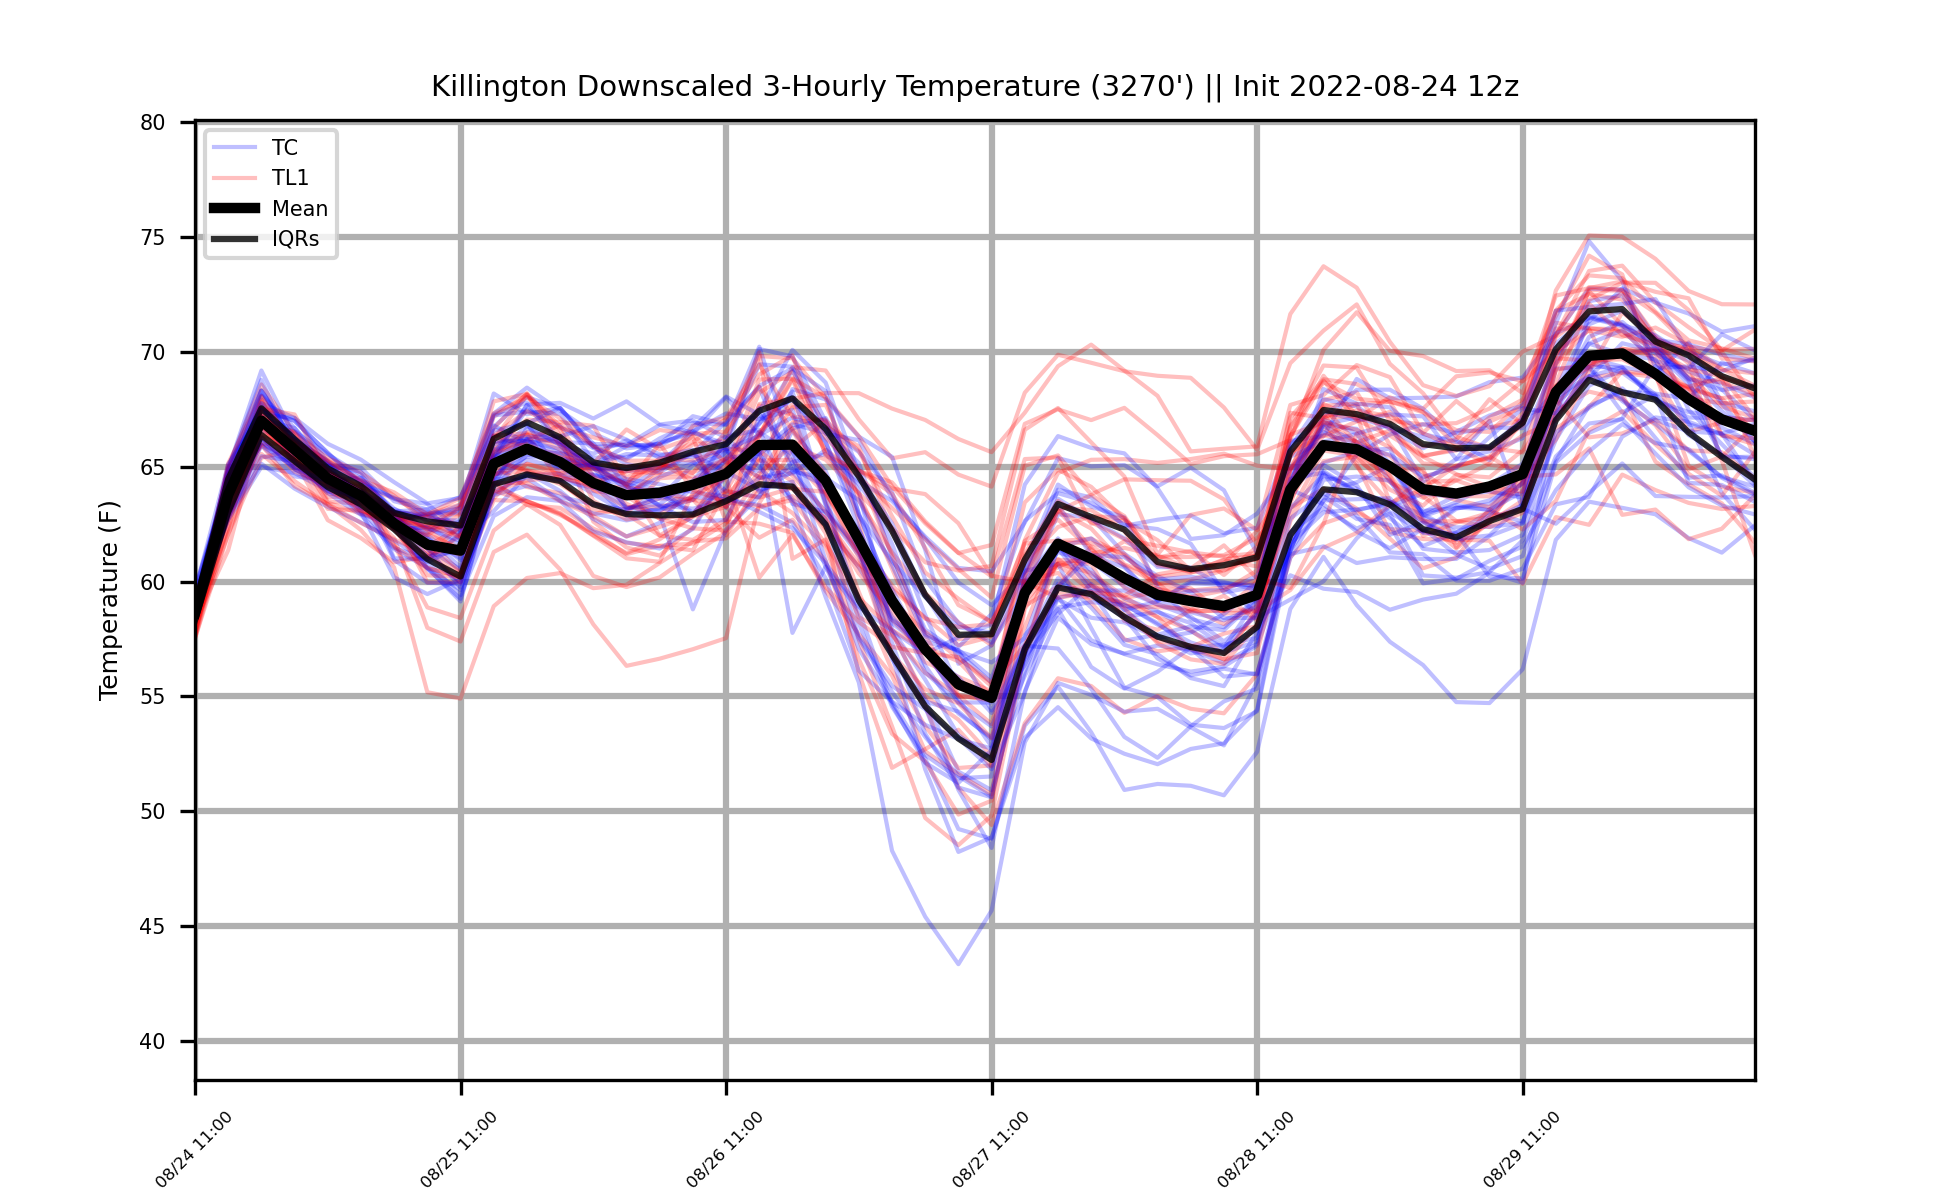 Killington Downscaled 3-Hourly Temperature (3270') || Init 2022-08-24 12z
TC
TL1
Mean
IQRs
Temperature (F)
80
75
70
65
60
55
50
45
40
08/24 11:00
08/25 11:00
08/26 11:00
08/27 11:00
08/28 11:00
08/29 11:00